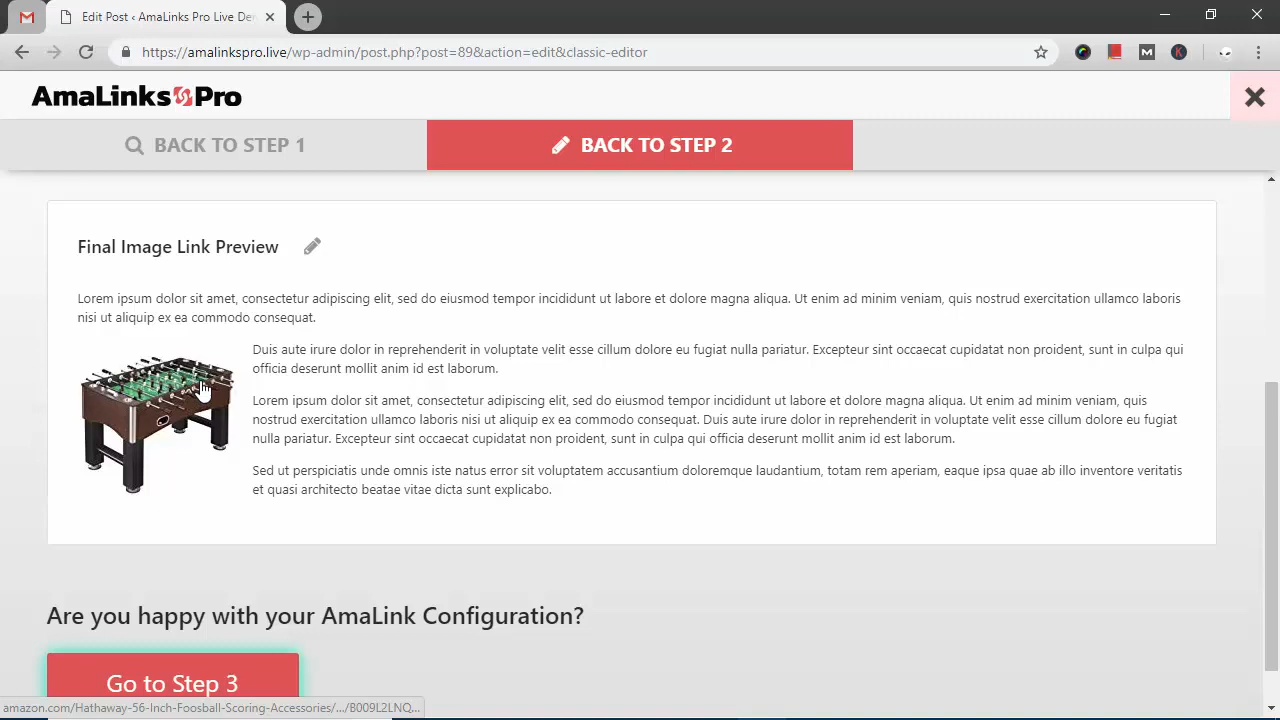 Edit Post ‹ AmaLinks Pro Live De
https://amalinkspro.live/wp-admin/post.php?post=89&action=edit&classic-editor
AmaLinks Pro
BACK TO STEP 1
BACK TO STEP 2
Final Image Link Preview
Lorem ipsum dolor sit amet, consectetur adipiscing elit, sed do eiusmod tempor incididunt ut labore et dolore magna aliqua. Ut enim ad minim veniam, quis nostrud exercitation ullamco laboris
nisi ut aliquip ex ea commodo consequat.
Duis aute irure dolor in reprehenderit in voluptate velit esse cillum dolore eu fugiat nulla pariatur. Excepteur sint occaecat cupidatat non proident, sunt in culpa qui
officia deserunt mollit anim id est laborum.
Lorem ipsum dolor sit amet, consectetur adipiscing elit, sed do eiusmod tempor incididunt ut labore et dolore magna aliqua. Ut enim ad minim veniam, quis
nostrud exercitation ullamco laboris nisi ut aliquip ex ea commodo consequat. Duis aute irure dolor in reprehenderit in voluptate velit esse cillum dolore eu fugiat
nulla pariatur. Excepteur sint occaecat cupidatat non proident, sunt in culpa qui officia deserunt mollit anim id est laborum.
Sed ut perspiciatis unde omnis iste natus error sit voluptatem accusantium doloremque laudantium, totam rem aperiam, eaque ipsa quae ab illo inventore veritatis
et quasi architecto beatae vitae dicta sunt explicabo.
Are you happy with your AmaLink Configuration?
Go to Step 3
amazon.com/Hathaway-56-Inch-Foosball-Scoring-Accessories/.../B009L2LNQ...